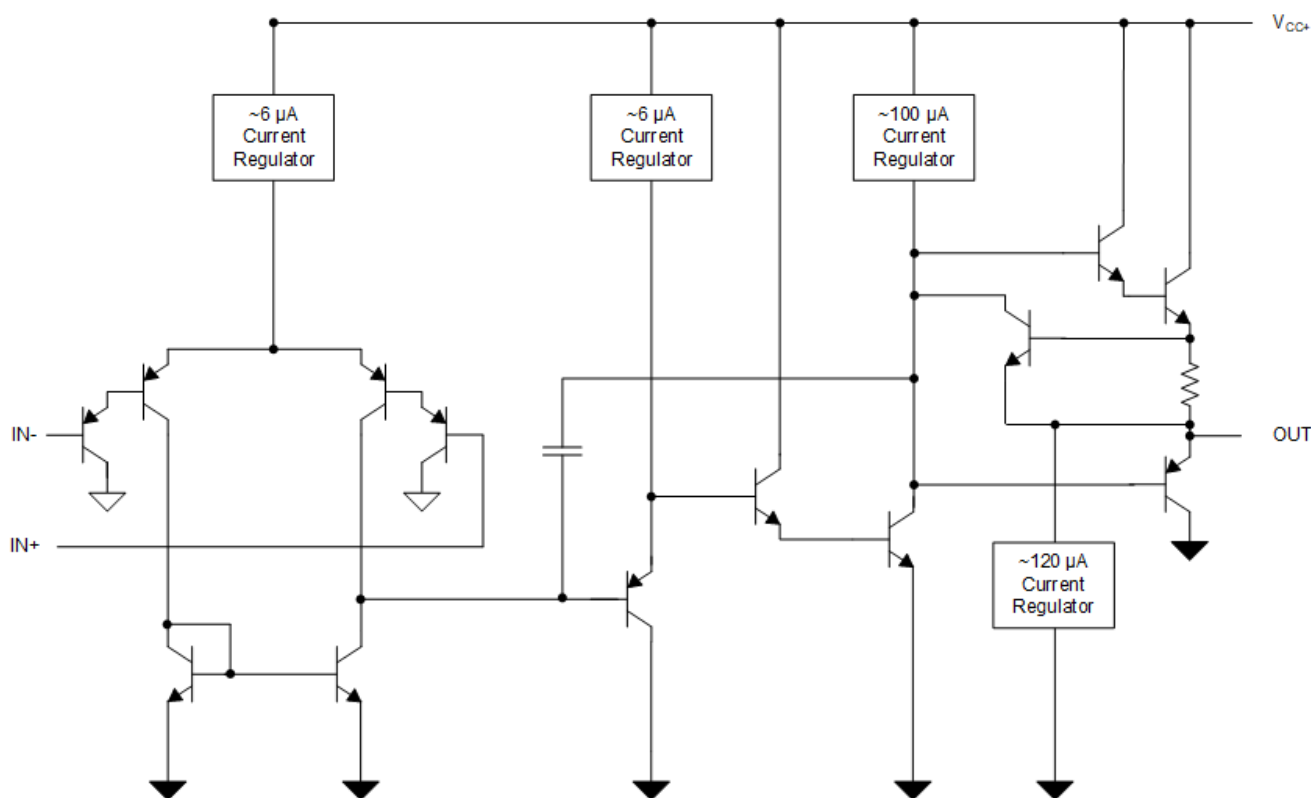 V_CC+
~6 µA
Current
Regulator
~6 µA
Current
Regulator
~100 µA
Current
Regulator
IN-
OUT
IN+
~120 µA
Current
Regulator